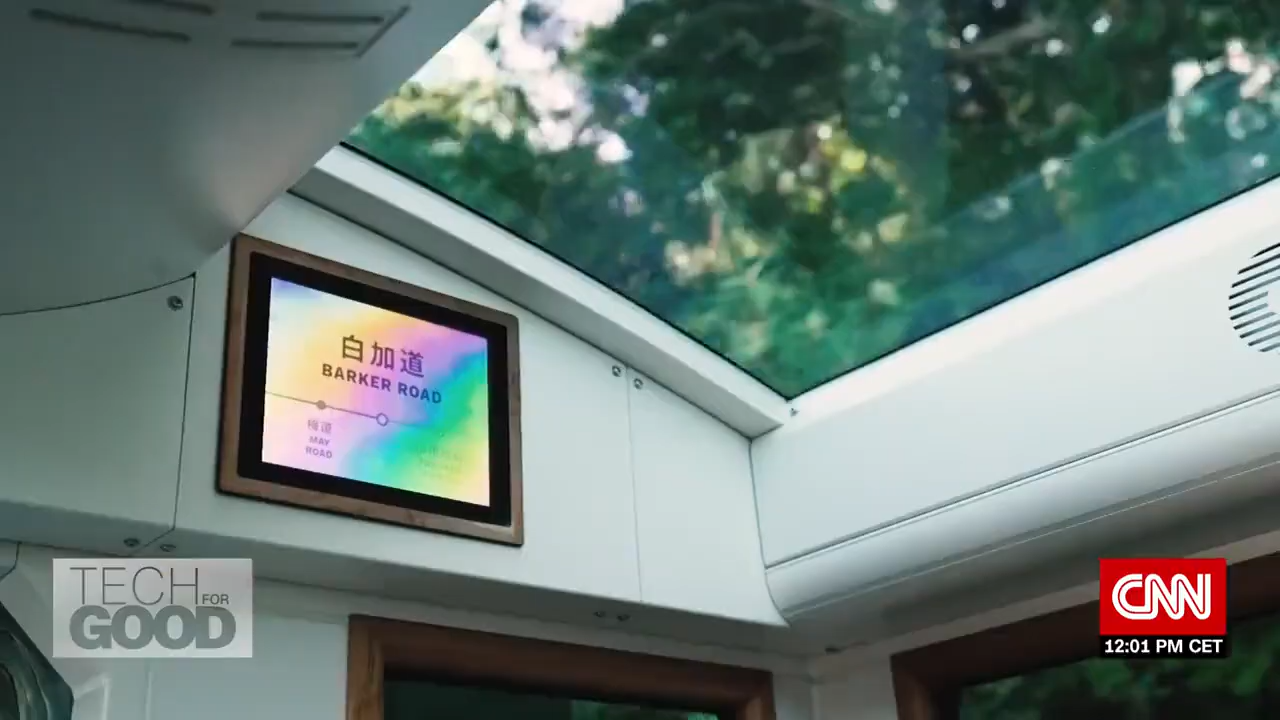 白加道
BARKER ROAD
梅道
MAY
ROAD
TECH FOR
GOOD
CNN
12:01 PM CET